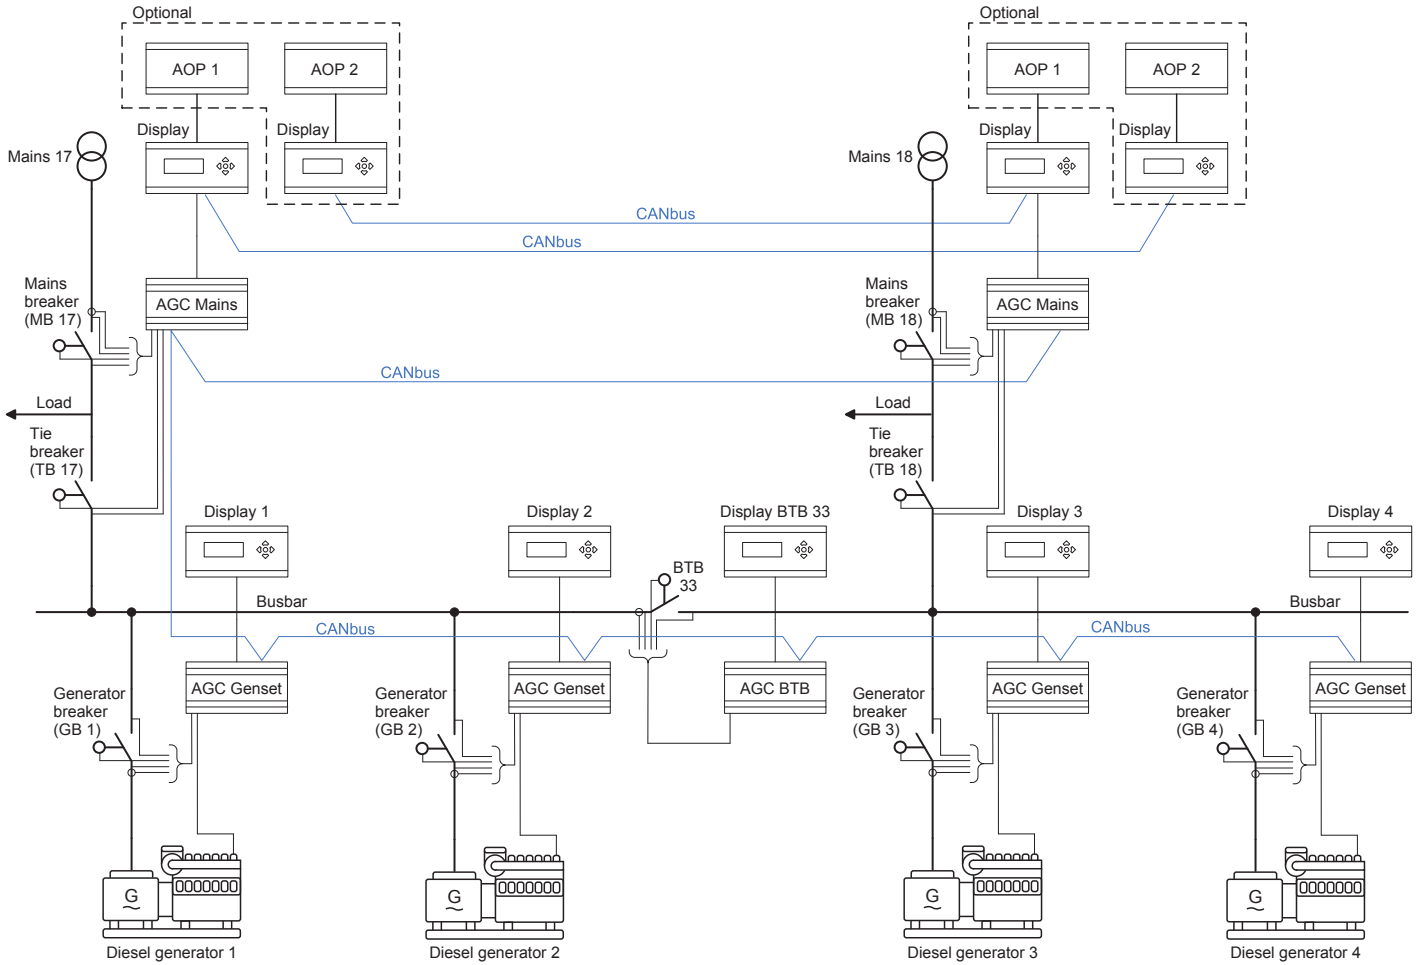 Optional
Optional
AOP 1
AOP 2
AOP 1
AOP 2
Display
Display
Display
Display
Mains 17
Mains 18
CANbus
CANbus
Mains
breaker
(MB 17)
AGC Mains
Mains
breaker
(MB 18)
AGC Mains
CANbus
Load
Load
Tie
breaker
(TB 17)
Tie
breaker
(TB 18)
Display 1
Display 2
Display BTB 33
Display 3
Display 4
BTB
33
Busbar
Busbar
CANbus
CANbus
AGC Genset
AGC Genset
AGC BTB
AGC Genset
AGC Genset
Generator
breaker
(GB 1)
Generator
breaker
(GB 2)
Generator
breaker
(GB 3)
Generator
breaker
(GB 4)
G
G
G
G
Diesel generator 1
Diesel generator 2
Diesel generator 3
Diesel generator 4